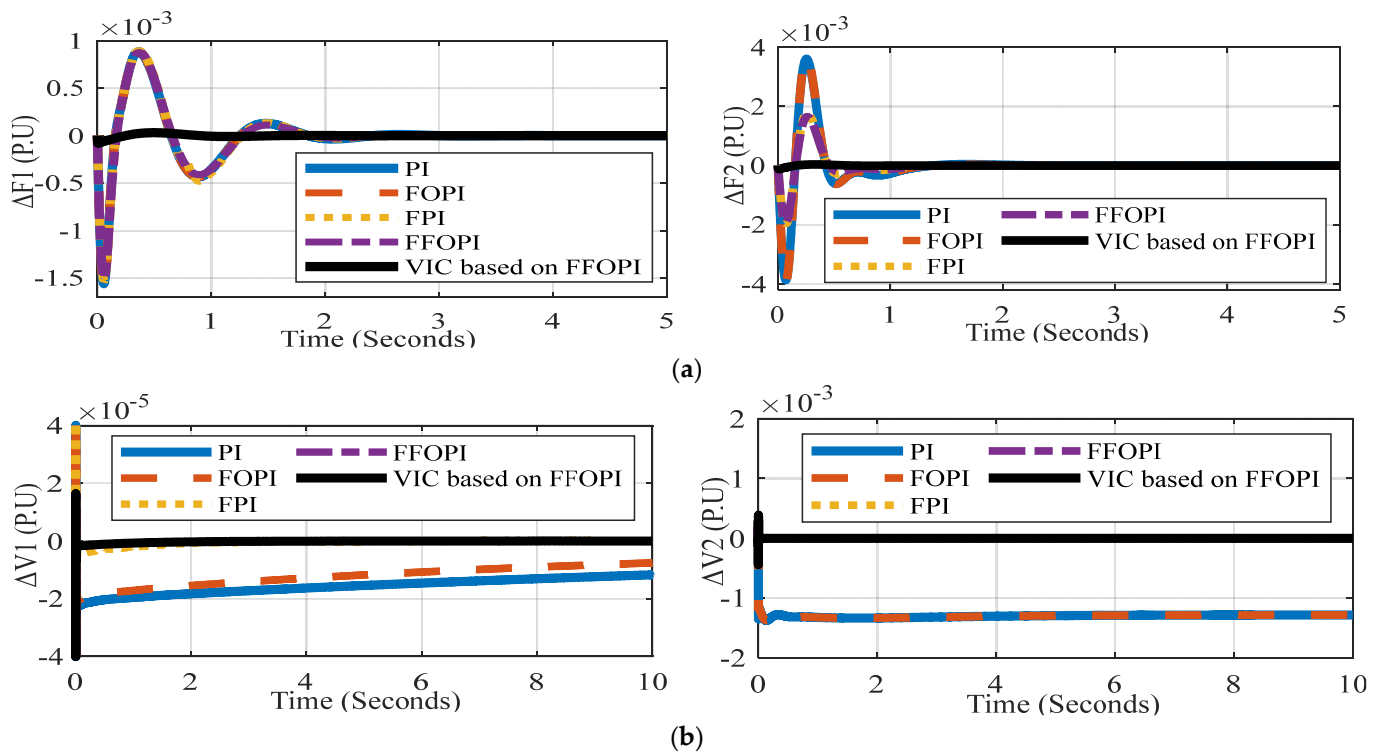 ×10⁻³
1
0.5
0
-0.5
-1
-1.5
ΔF1 (P.U)
PI
FOPI
FPI
FFOPI
VIC based on FFOPI
0 1 2 3 4 5
Time (Seconds)
×10⁻³
4
2
0
-2
-4
ΔF2 (P.U)
PI
FOPI
FPI
FFOPI
VIC based on FFOPI
0 1 2 3 4 5
Time (Seconds)
(a)
×10⁻⁵
4
2
0
-2
-4
ΔV1 (P.U)
PI
FOPI
FPI
FFOPI
VIC based on FFOPI
0 2 4 6 8 10
Time (Seconds)
×10⁻³
2
1
0
-1
-2
ΔV2 (P.U)
PI
FOPI
FPI
FFOPI
VIC based on FFOPI
0 2 4 6 8 10
Time (Seconds)
(b)